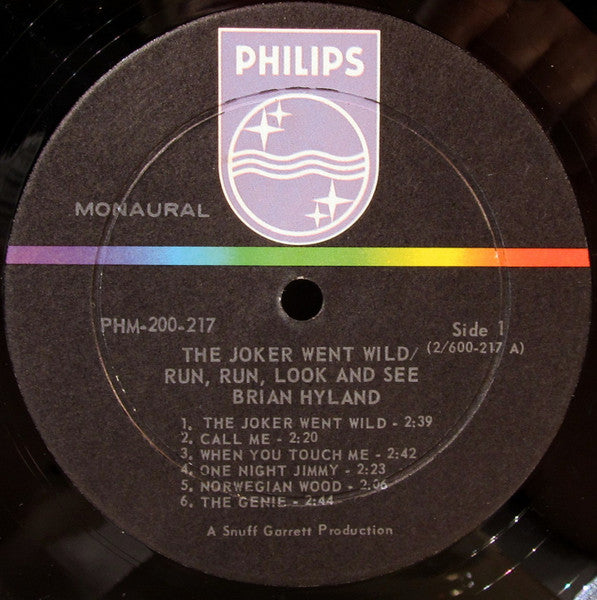 PHILIPS
MONAURAL
PHM-200-217
Side 1
(2/600-217 A)
THE JOKER WENT WILD/
RUN, RUN, LOOK AND SEE
BRIAN HYLAND
1. THE JOKER WENT WILD - 2:39
2. CALL ME - 2:20
3. WHEN YOU TOUCH ME - 2:42
4. ONE NIGHT JIMMY - 2:23
5. NORWEGIAN WOOD - 2:06
6. THE GENIE - 2:44
A Snuff Garrett Production